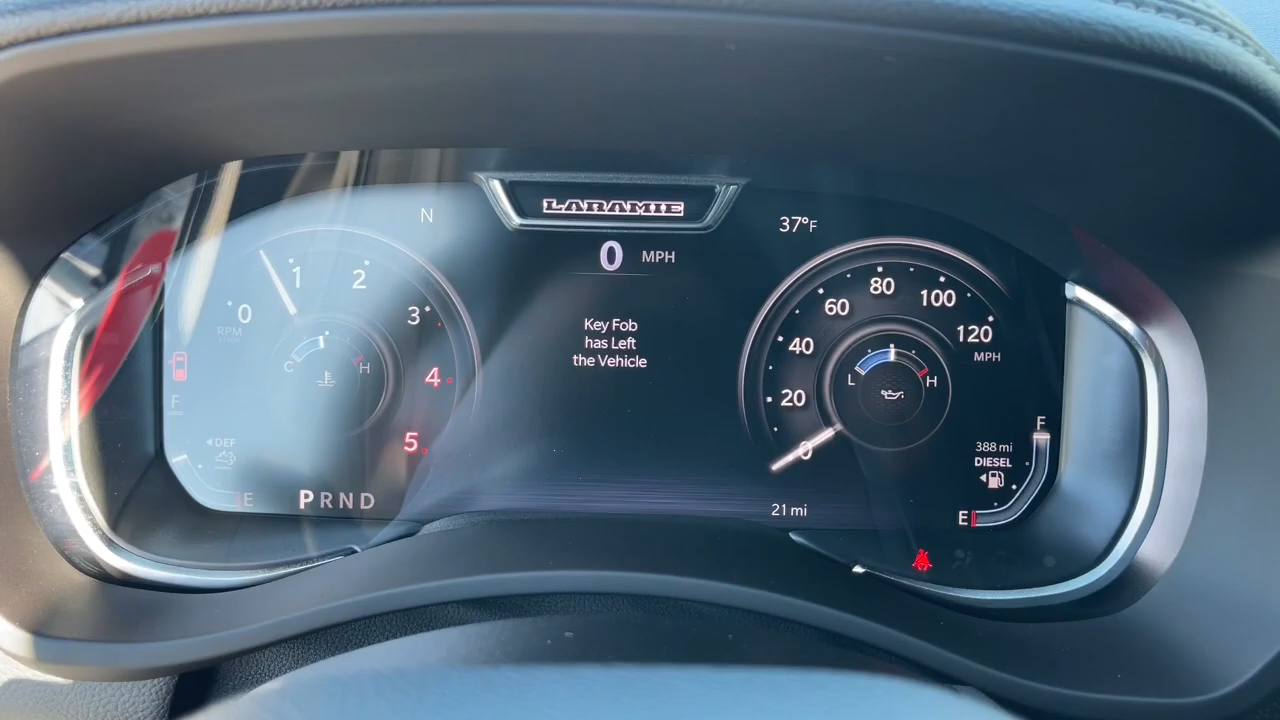 LARAMIE
N
37°F
0 MPH
Key Fob
has Left
the Vehicle
0
1
2
3
4
5
RPM
C
H
F
DEF
E
PRND
0
20
40
60
80
100
120
MPH
L
H
F
388 mi
DIESEL
E
21 mi